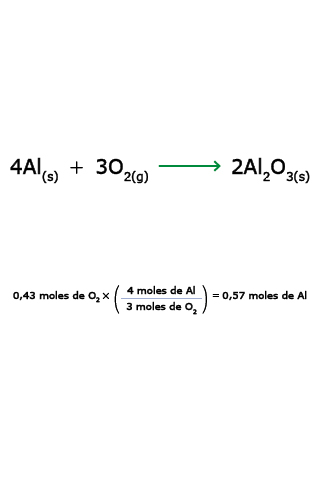 4Al(s) + 3O2(g) → 2Al2O3(s)
0,43 moles de O2 × ( 4 moles de Al / 3 moles de O2 ) = 0,57 moles de Al